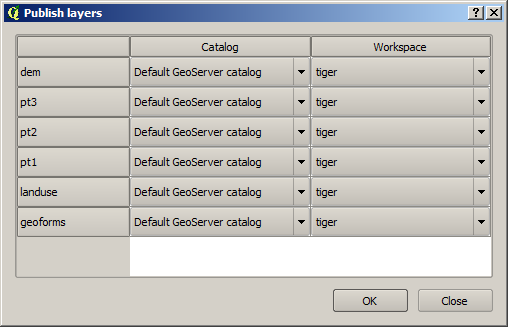 Publish layers
Catalog Workspace
dem Default GeoServer catalog tiger
pt3 Default GeoServer catalog tiger
pt2 Default GeoServer catalog tiger
pt1 Default GeoServer catalog tiger
landuse Default GeoServer catalog tiger
geoforms Default GeoServer catalog tiger
OK Close